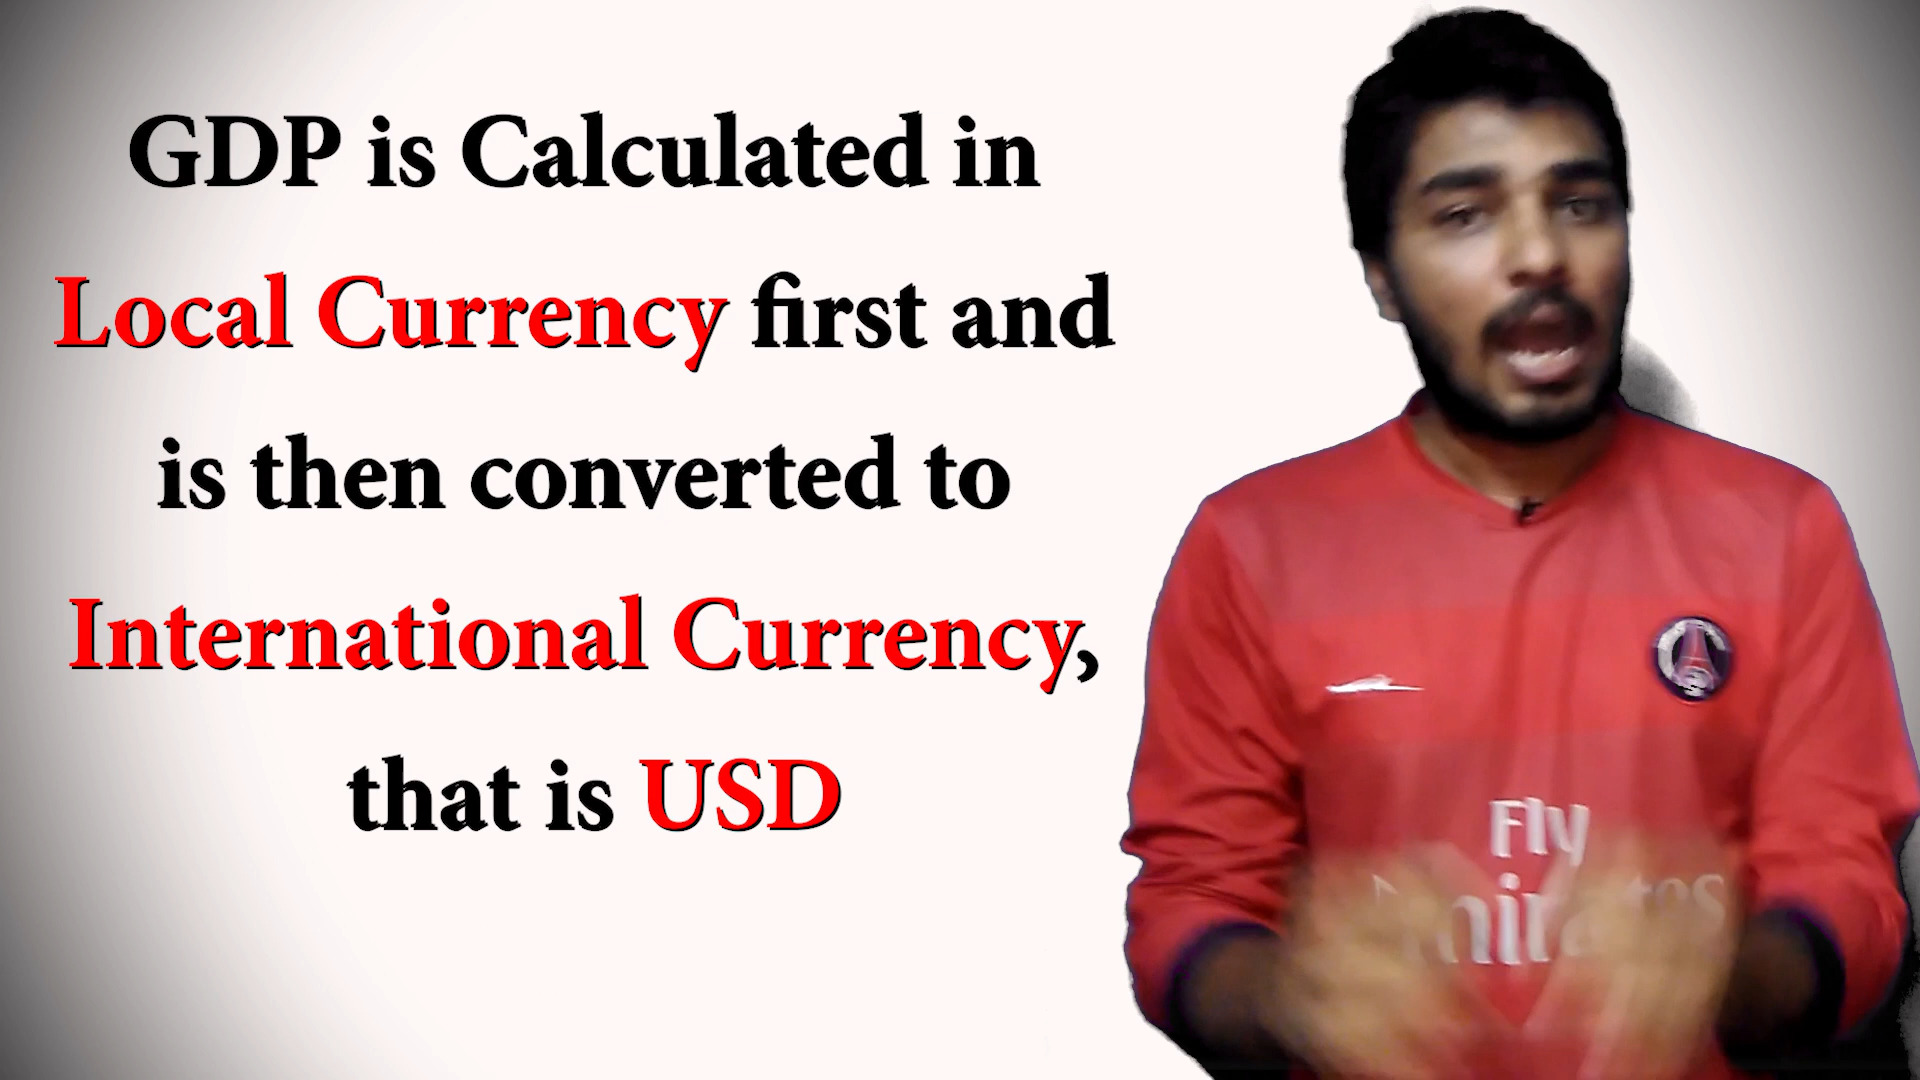 GDP is Calculated in
Local Currency first and
is then converted to
International Currency,
that is USD
Fly